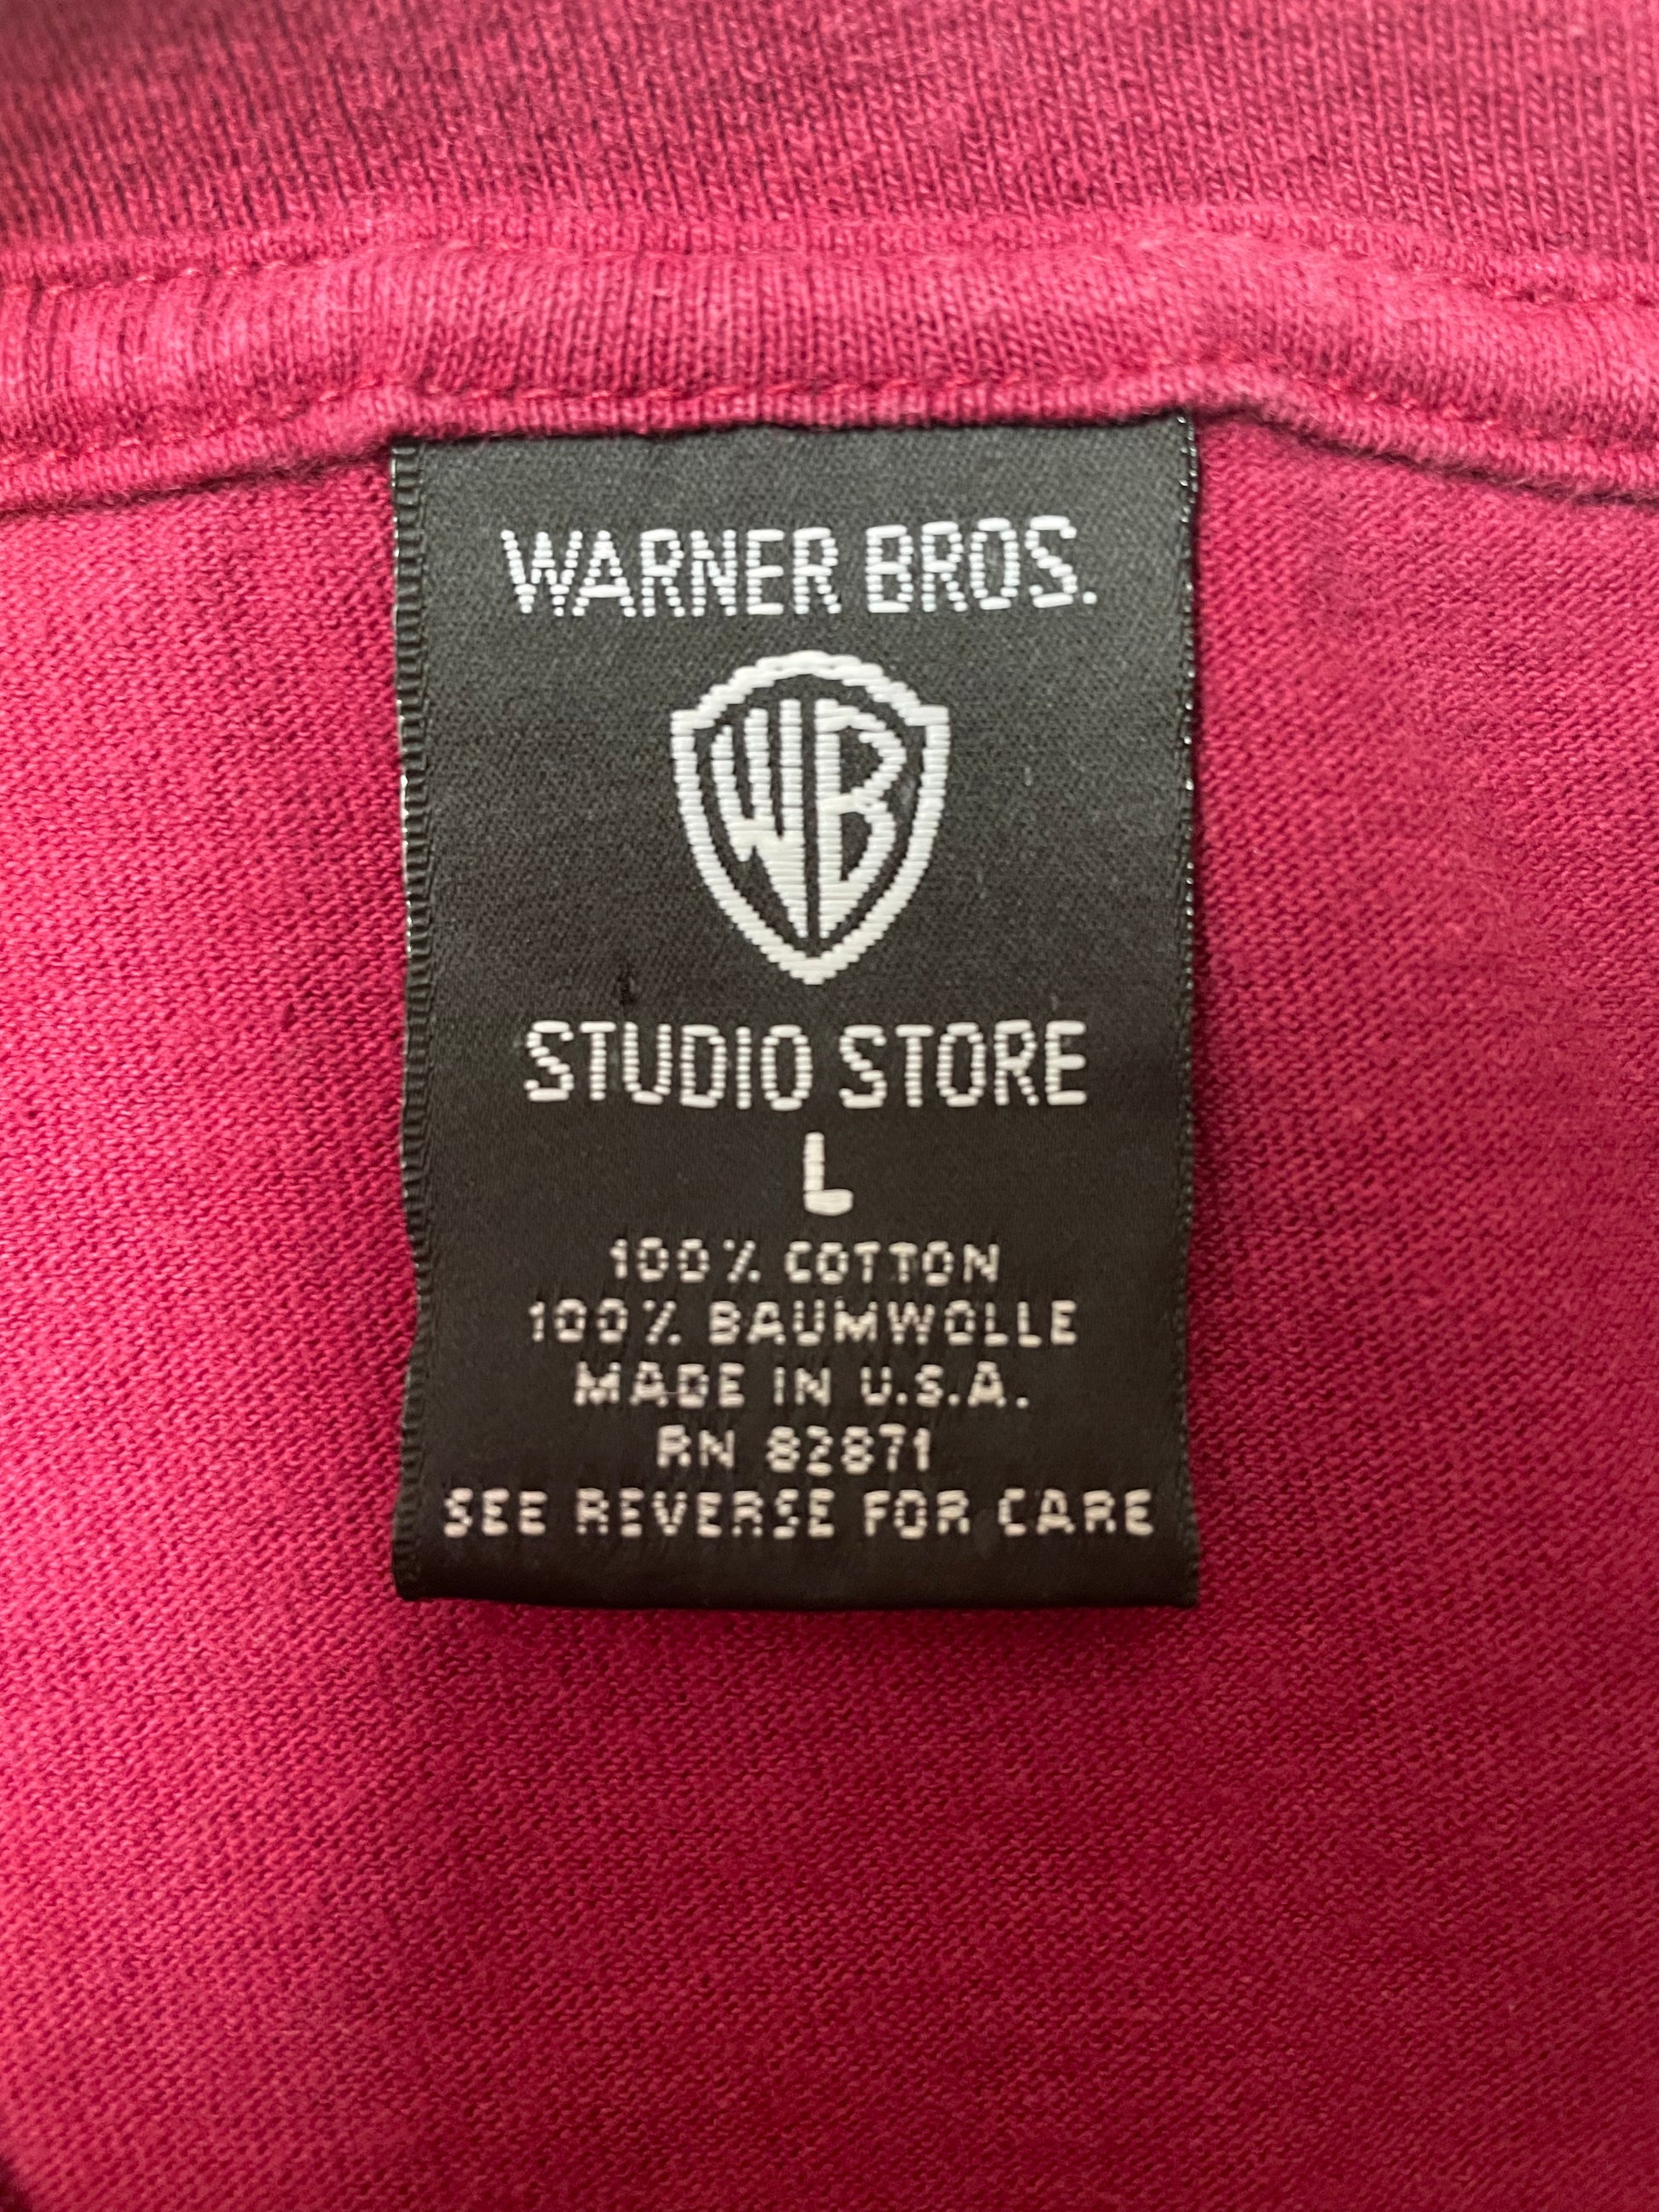 WARNER BROS.
WB
STUDIO STORE
L
100% COTTON
100% BAUMWOLLE
MADE IN U.S.A.
RN 82871
SEE REVERSE FOR CARE